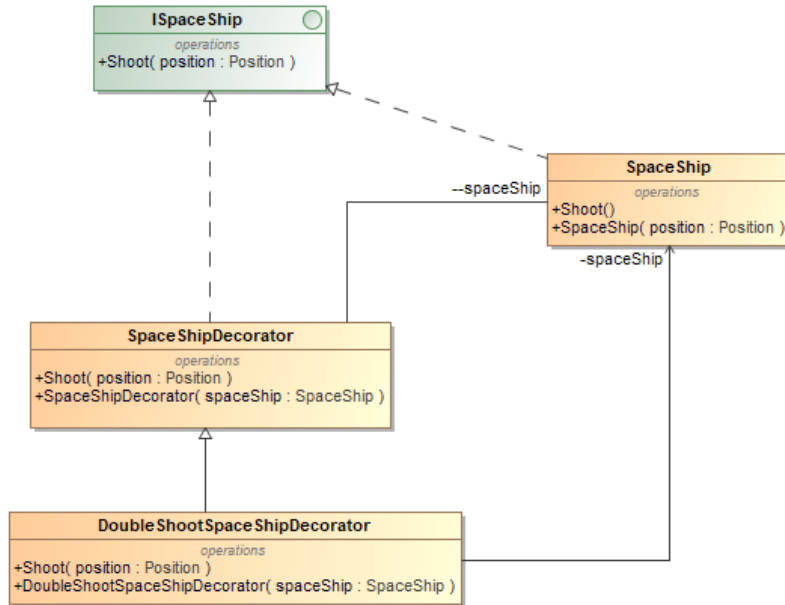 ISpaceShip
operations
+Shoot( position : Position )
SpaceShip
operations
+Shoot()
+SpaceShip( position : Position )
--spaceShip
-spaceShip
SpaceShipDecorator
operations
+Shoot( position : Position )
+SpaceShipDecorator( spaceShip : SpaceShip )
DoubleShootSpaceShipDecorator
operations
+Shoot( position : Position )
+DoubleShootSpaceShipDecorator( spaceShip : SpaceShip )